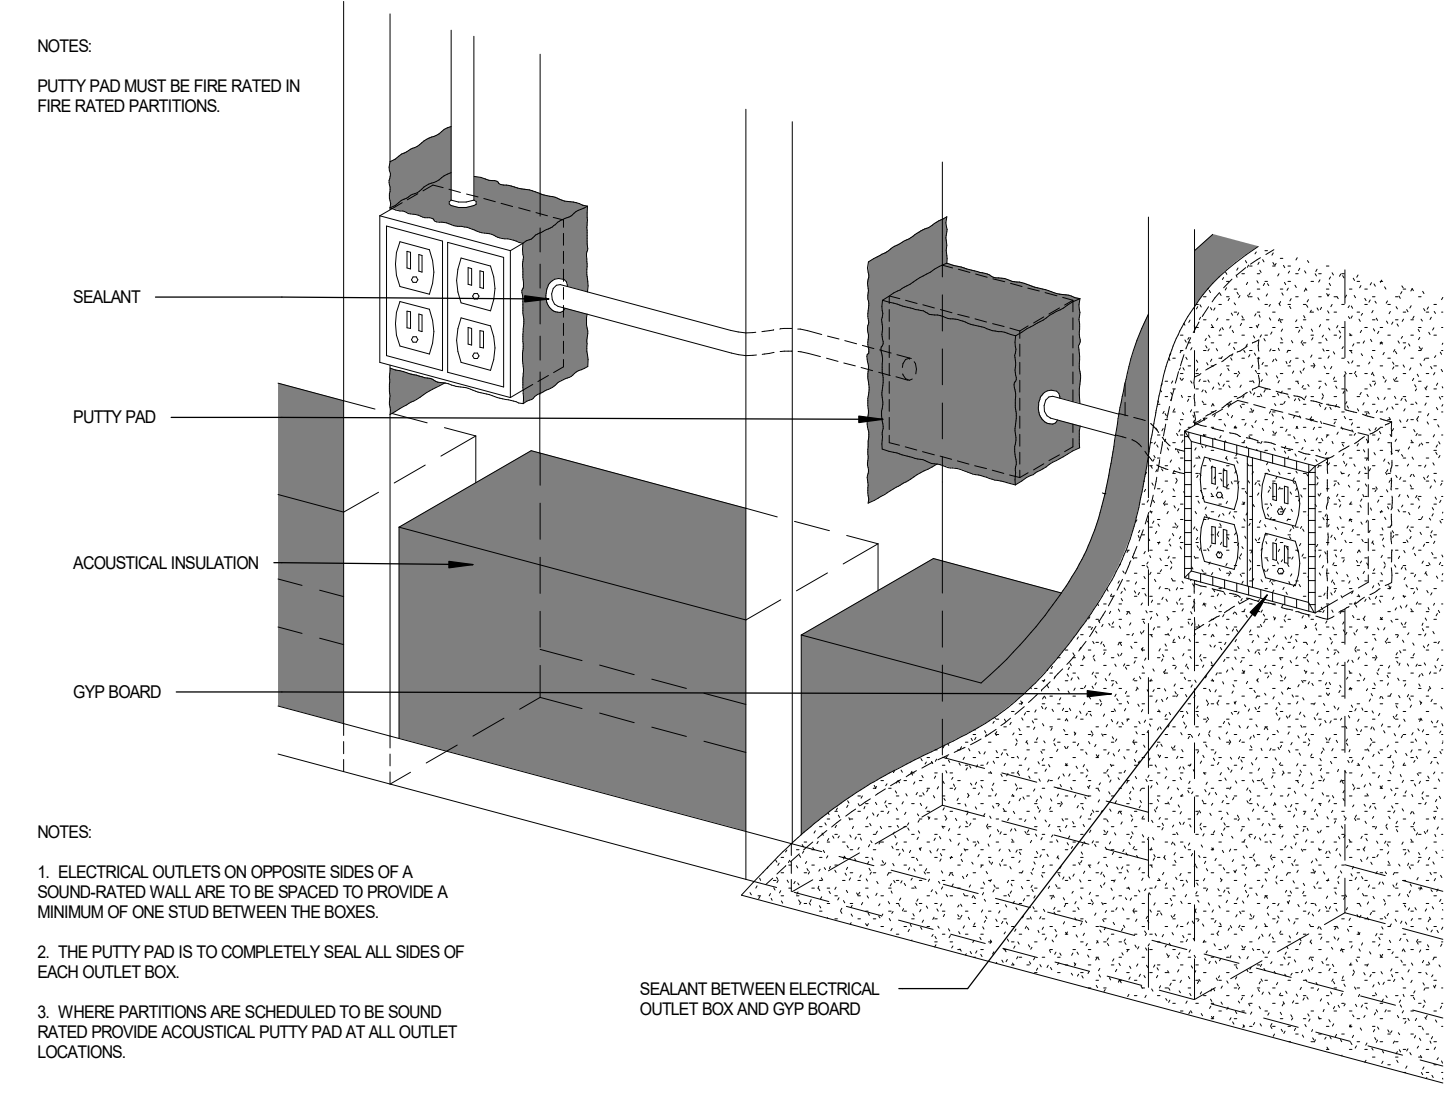 NOTES:
PUTTY PAD MUST BE FIRE RATED IN
FIRE RATED PARTITIONS.
SEALANT
PUTTY PAD
ACOUSTICAL INSULATION
GYP BOARD
NOTES:
1. ELECTRICAL OUTLETS ON OPPOSITE SIDES OF A
SOUND-RATED WALL ARE TO BE SPACED TO PROVIDE A
MINIMUM OF ONE STUD BETWEEN THE BOXES.
2. THE PUTTY PAD IS TO COMPLETELY SEAL ALL SIDES OF
EACH OUTLET BOX.
3. WHERE PARTITIONS ARE SCHEDULED TO BE SOUND
RATED PROVIDE ACOUSTICAL PUTTY PAD AT ALL OUTLET
LOCATIONS.
SEALANT BETWEEN ELECTRICAL
OUTLET BOX AND GYP BOARD